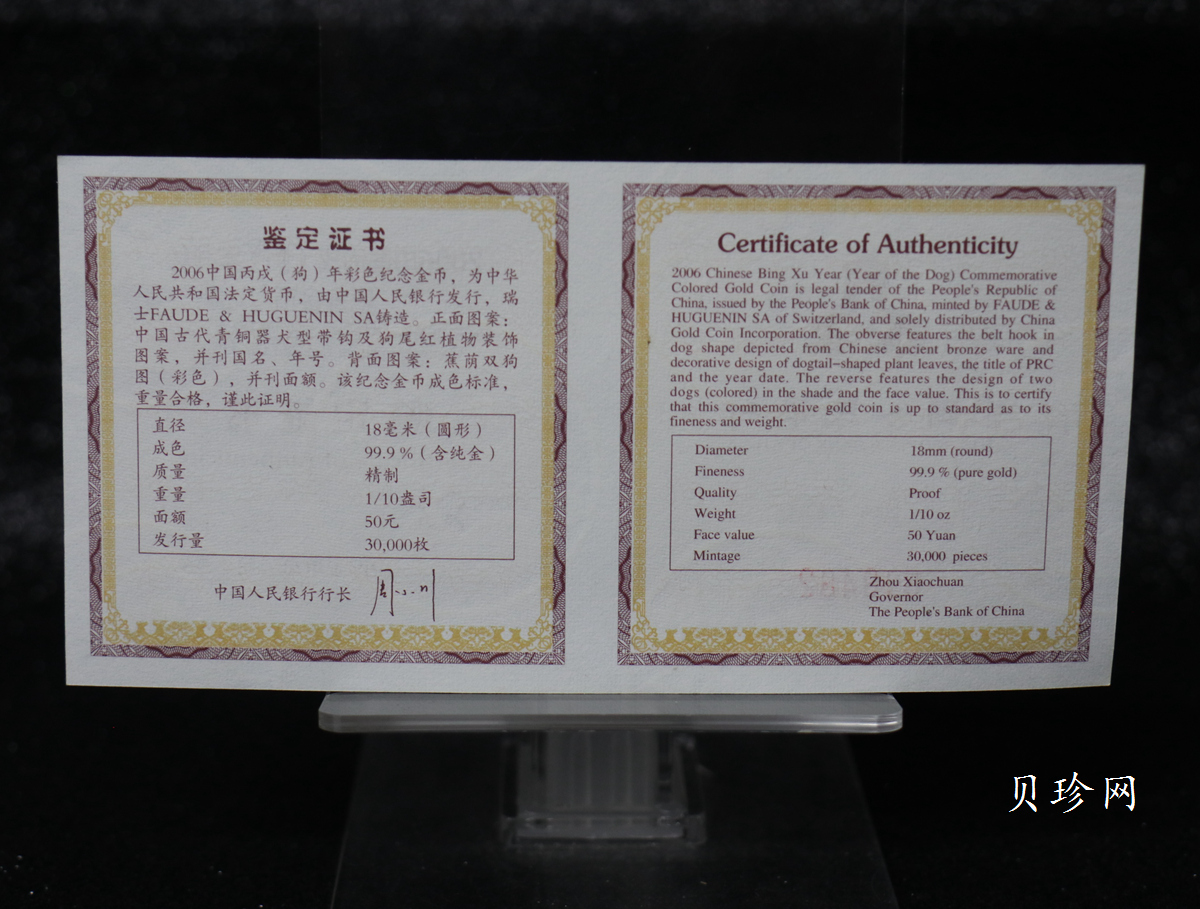 鉴定证书
2006中国丙戌（狗）年彩色纪念金币，为中华
人民共和国法定货币，由中国人民银行发行，瑞
士FAUDE & HUGUENIN SA铸造。正面图案：
中国古代青铜器犬型带钩及狗尾红植物装饰
图案，并刊国名、年号。背面图案：蕉荫双狗
图（彩色），并刊面额。该纪念金币成色标准，
重量合格，谨此证明。
直径 18毫米（圆形）
成色 99.9％（含纯金）
质量 精制
重量 1/10盎司
面额 50元
发行量 30,000枚
中国人民银行行长 周小川
Certificate of Authenticity
2006 Chinese Bing Xu Year (Year of the Dog) Commemorative
Colored Gold Coin is legal tender of the People's Republic of
China, issued by the People's Bank of China, minted by FAUDE &
HUGUENIN SA of Switzerland, and solely distributed by China
Gold Coin Incorporation. The obverse features the belt hook in
dog shape depicted from Chinese ancient bronze ware and
decorative design of dogtail-shaped plant leaves, the title of PRC
and the year date. The reverse features the design of two
dogs (colored) in the shade and the face value. This is to certify
that this commemorative gold coin is up to standard as to its
fineness and weight.
Diameter 18mm (round)
Fineness 99.9 % (pure gold)
Quality Proof
Weight 1/10 oz
Face value 50 Yuan
Mintage 30,000 pieces
Zhou Xiaochuan
Governor
The People's Bank of China
贝珍网